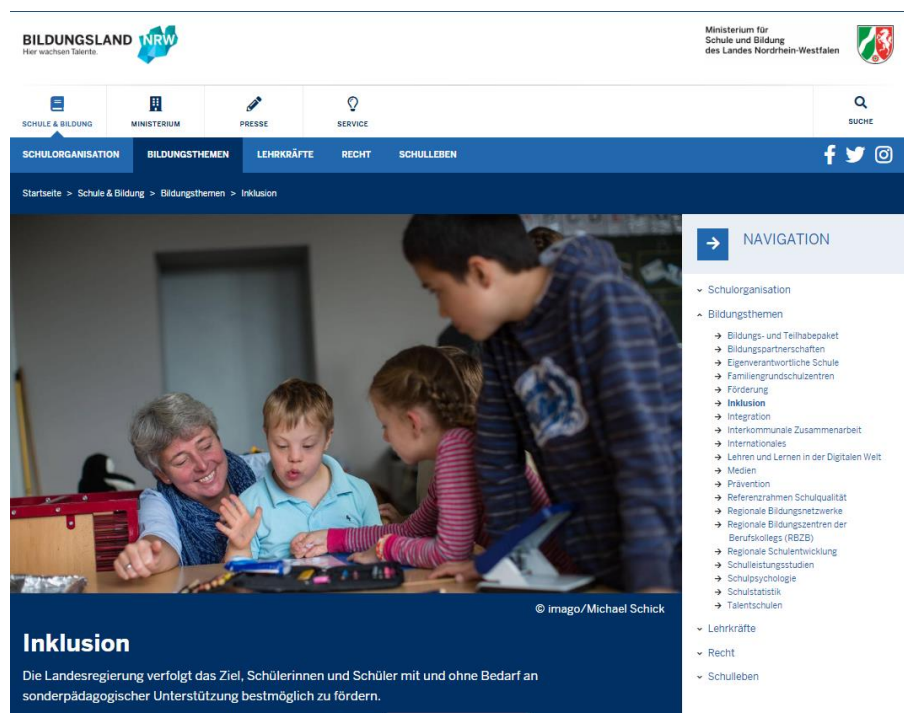 BILDUNGSLAND NRW
Hier wachsen Talente.
Ministerium für
Schule und Bildung
des Landes Nordrhein-Westfalen
SCHULE & BILDUNG
MINISTERIUM
PRESSE
SERVICE
SUCHE
SCHULORGANISATION
BILDUNGSTHEMEN
LEHRKRÄFTE
RECHT
SCHULLEBEN
Startseite > Schule & Bildung > Bildungsthemen > Inklusion
© imago/Michael Schick
Inklusion
Die Landesregierung verfolgt das Ziel, Schülerinnen und Schüler mit und ohne Bedarf an
sonderpädagogischer Unterstützung bestmöglich zu fördern.
NAVIGATION
Schulorganisation
Bildungsthemen
Bildungs- und Teilhabepaket
Bildungspartnerschaften
Eigenverantwortliche Schule
Familiengrundschulzentren
Förderung
Inklusion
Integration
Interkommunale Zusammenarbeit
Internationales
Lehren und Lernen in der Digitalen Welt
Medien
Prävention
Referenzrahmen Schulqualität
Regionale Bildungsnetzwerke
Regionale Bildungszentren der
Berufskollegs (RBZB)
Regionale Schulentwicklung
Schulleistungsstudien
Schulpsychologie
Schulstatistik
Talentschulen
Lehrkräfte
Recht
Schulleben